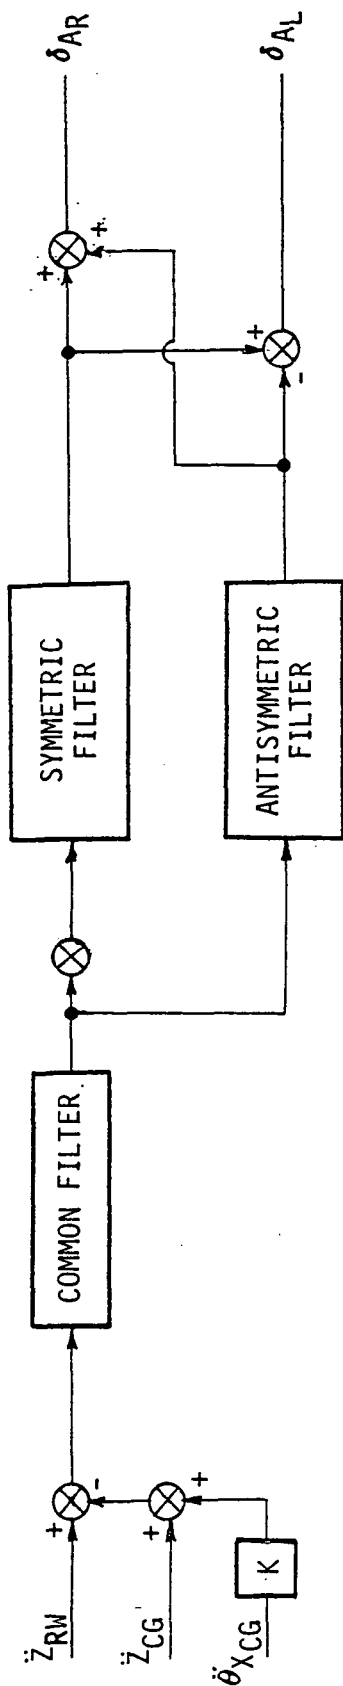 Z̈RW
+
-
Z̈CG
+
+
θ̈XCG
K
COMMON FILTER
SYMMETRIC
FILTER
ANTISYMMETRIC
FILTER
+
+
δAR
+
-
δAL